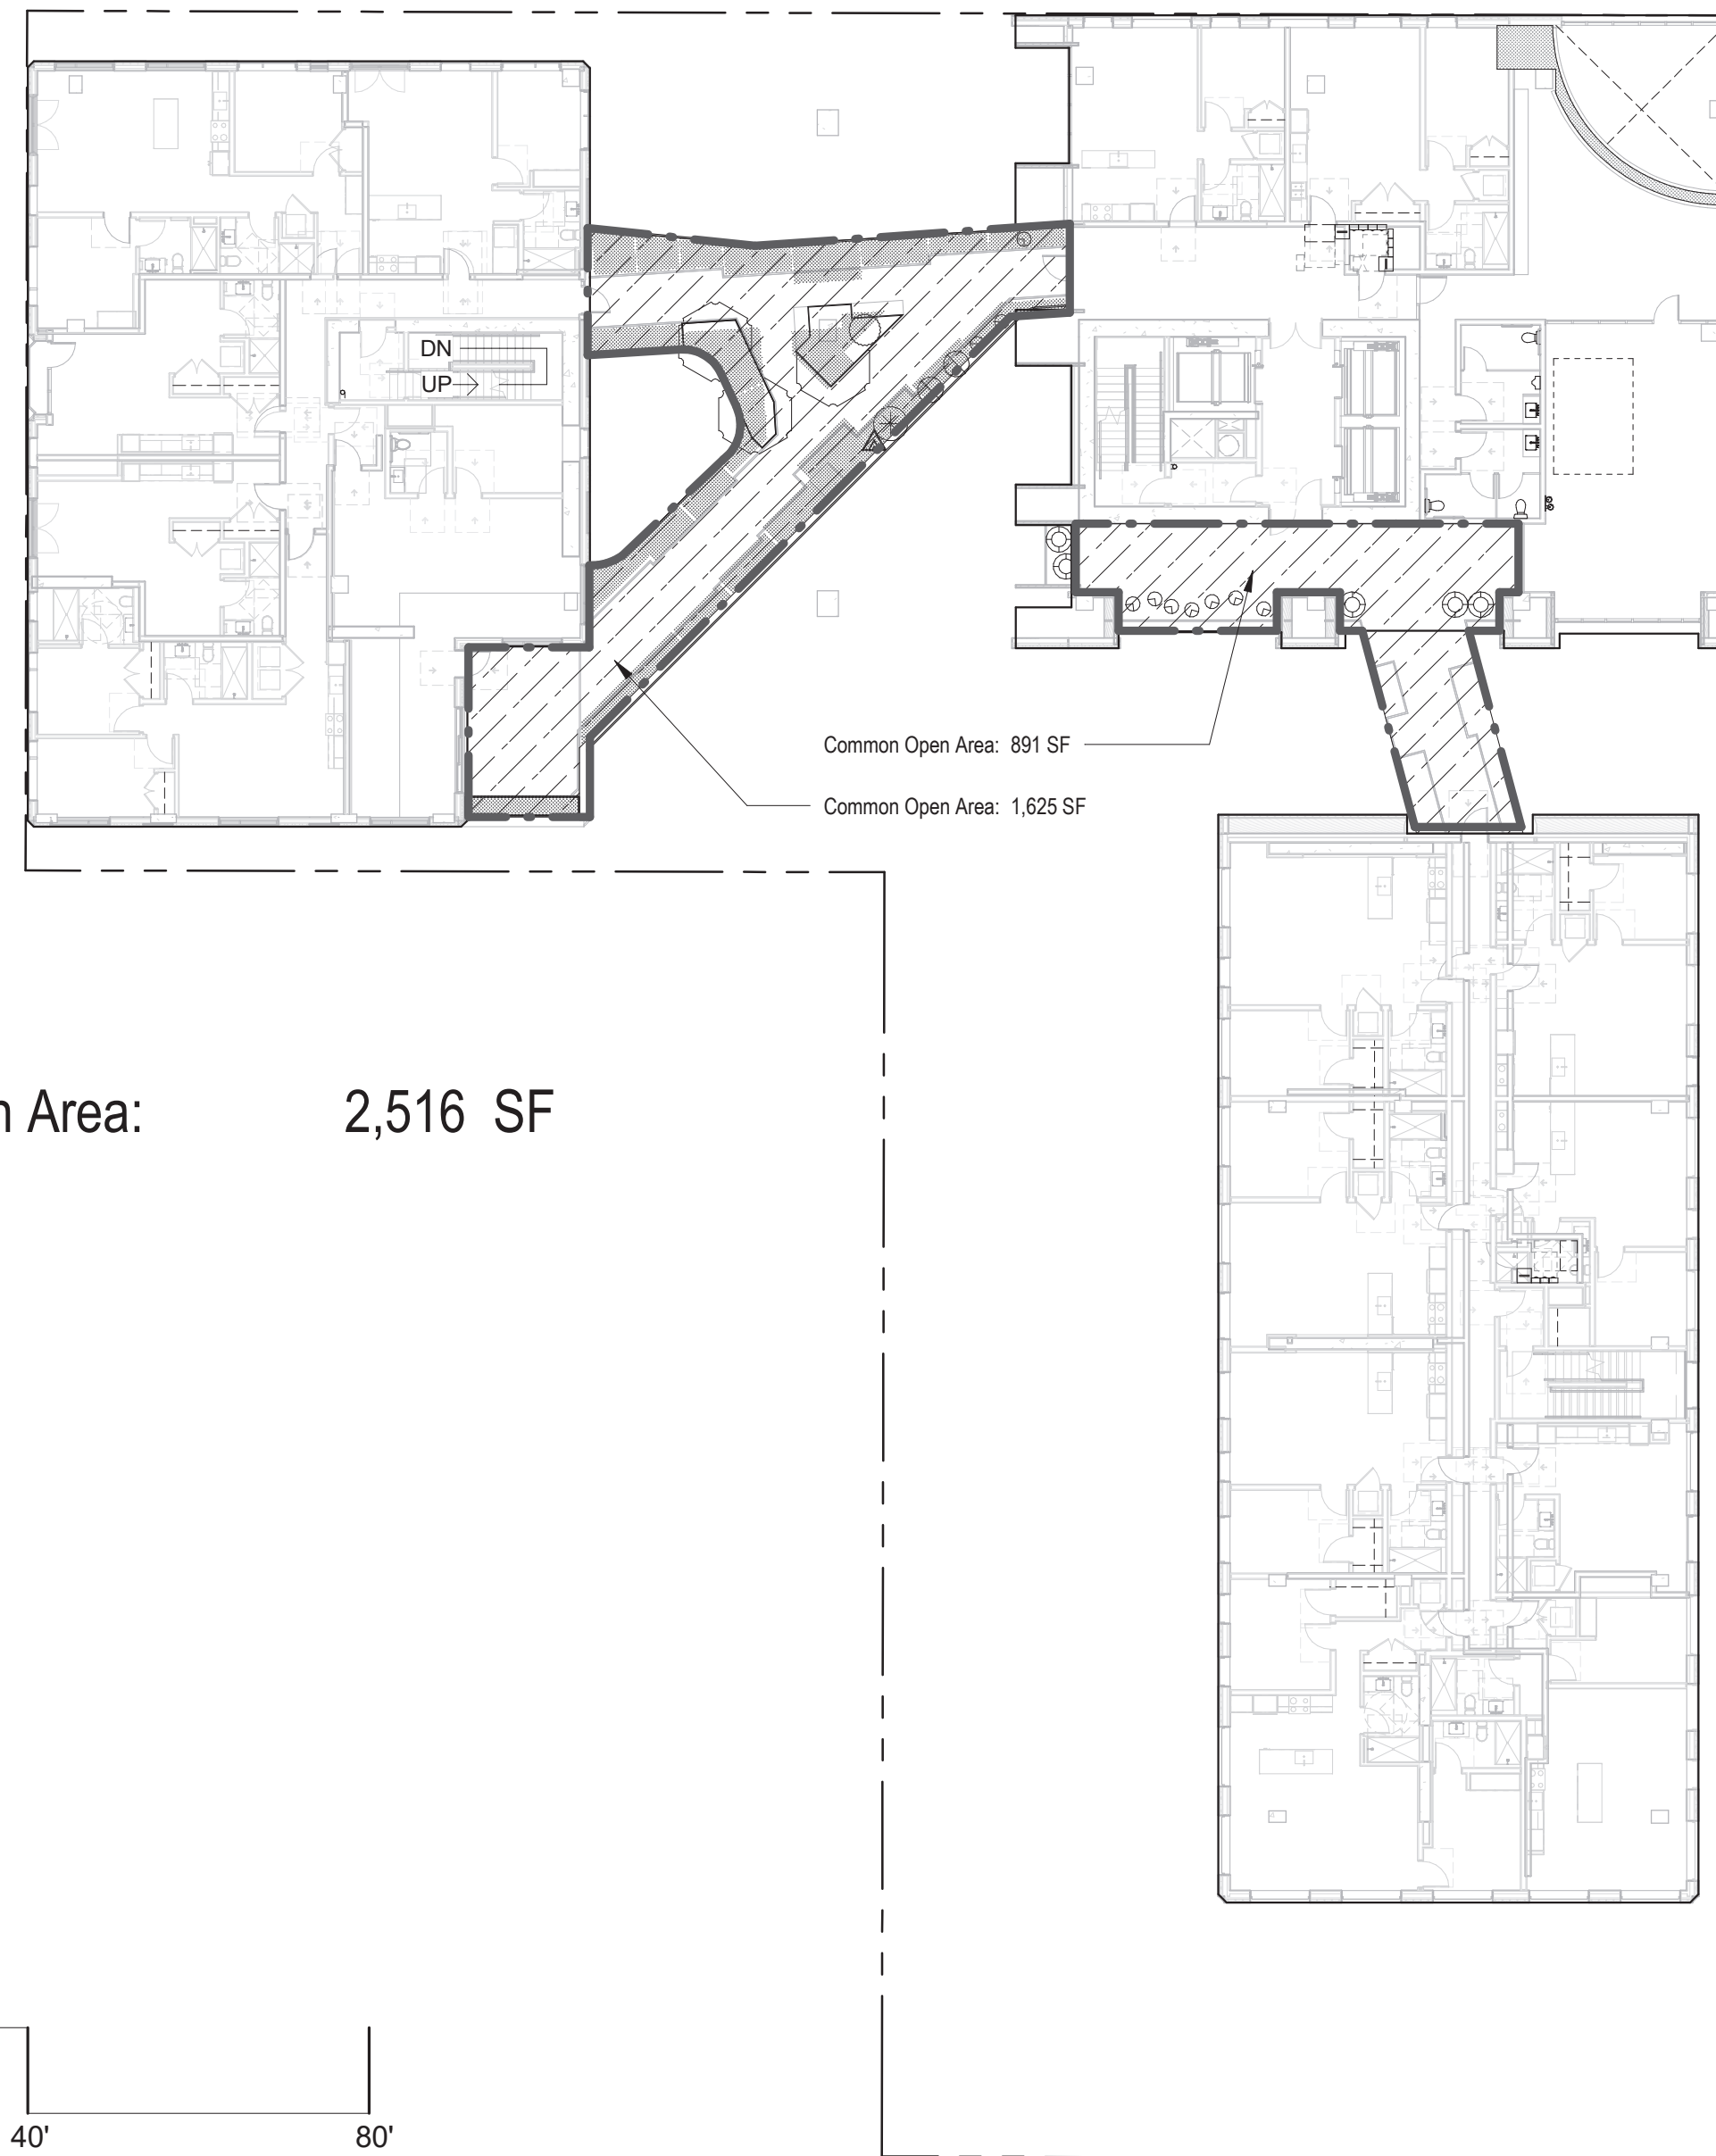 DN
UP
Common Open Area: 891 SF
Common Open Area: 1,625 SF
n Area: 2,516 SF
40' 80'